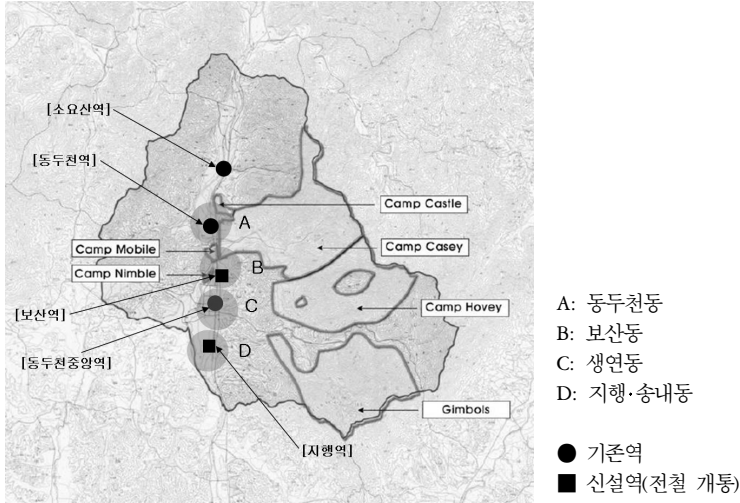 [소요산역]
[동두천역]
Camp Castle
A
Camp Mobile
Camp Casey
B
Camp Nimble
C
Camp Hovey
[보산역]
D
[동두천중앙역]
Gimbols
[지행역]
A: 동두천동
B: 보산동
C: 생연동
D: 지행·송내동
● 기존역
■ 신설역(전철 개통)